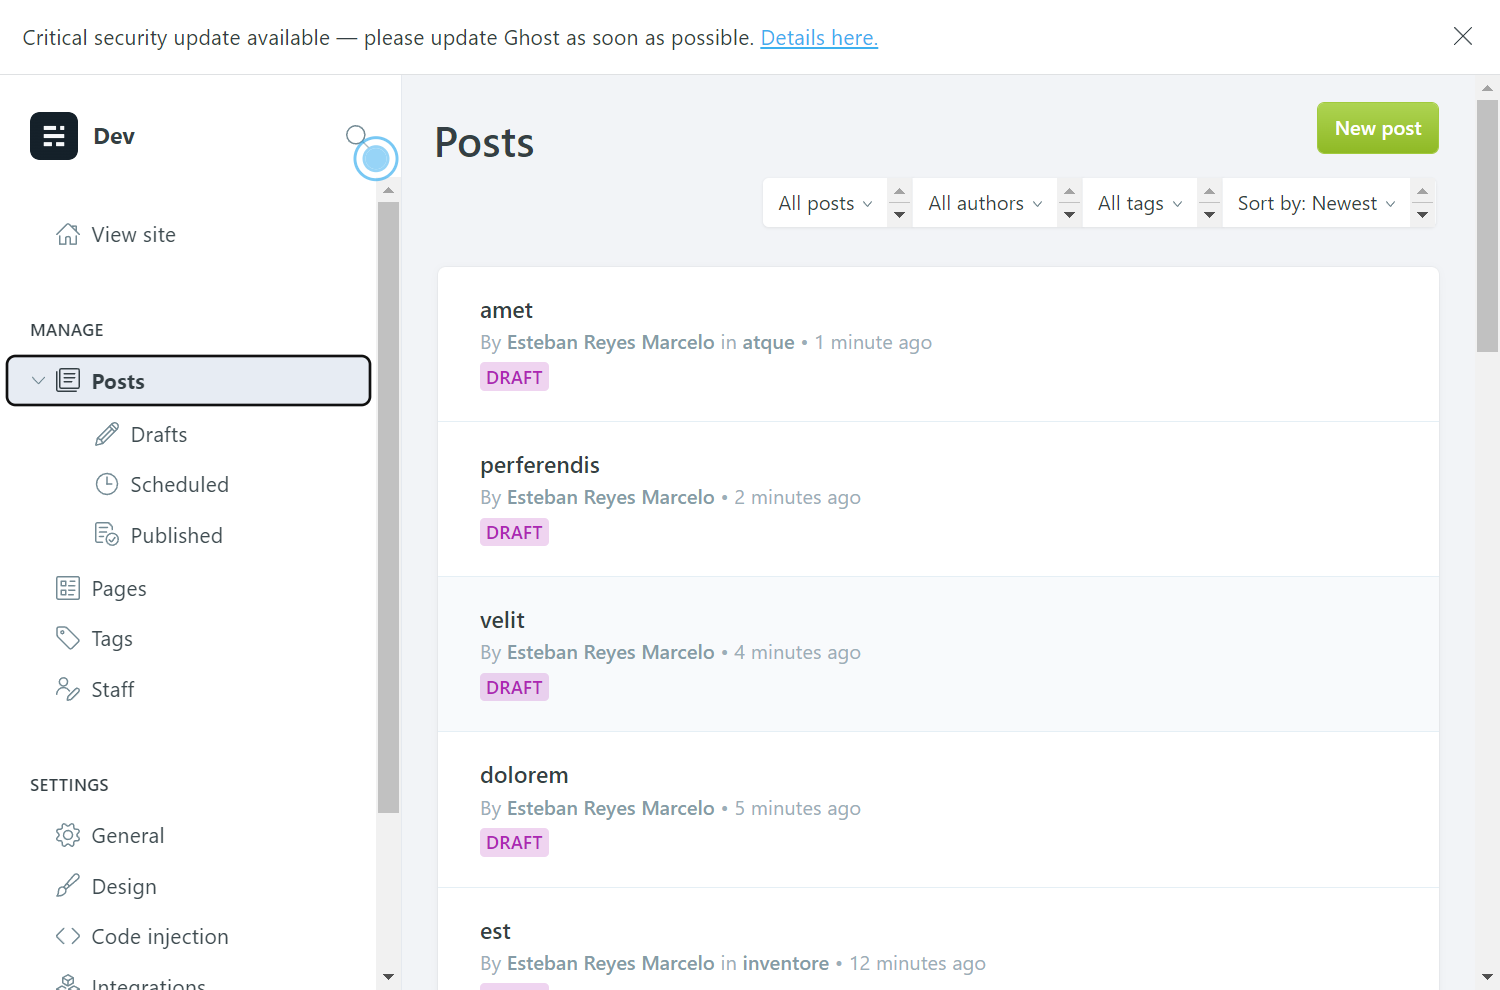 Critical security update available — please update Ghost as soon as possible. Details here.
Dev
View site
MANAGE
Posts
Drafts
Scheduled
Published
Pages
Tags
Staff
SETTINGS
General
Design
Code injection
Integrations
Posts
New post
All posts
All authors
All tags
Sort by: Newest
amet
By Esteban Reyes Marcelo in atque • 1 minute ago
DRAFT
perferendis
By Esteban Reyes Marcelo • 2 minutes ago
DRAFT
velit
By Esteban Reyes Marcelo • 4 minutes ago
DRAFT
dolorem
By Esteban Reyes Marcelo • 5 minutes ago
DRAFT
est
By Esteban Reyes Marcelo in inventore • 12 minutes ago